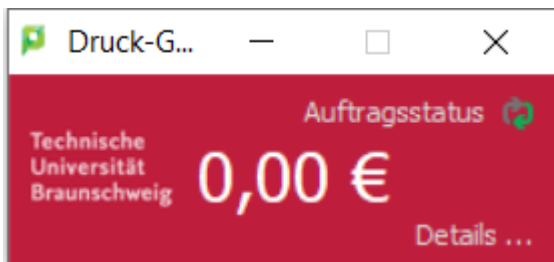 Druck-G...
Auftragsstatus
Technische
Universität
Braunschweig
0,00 €
Details ...